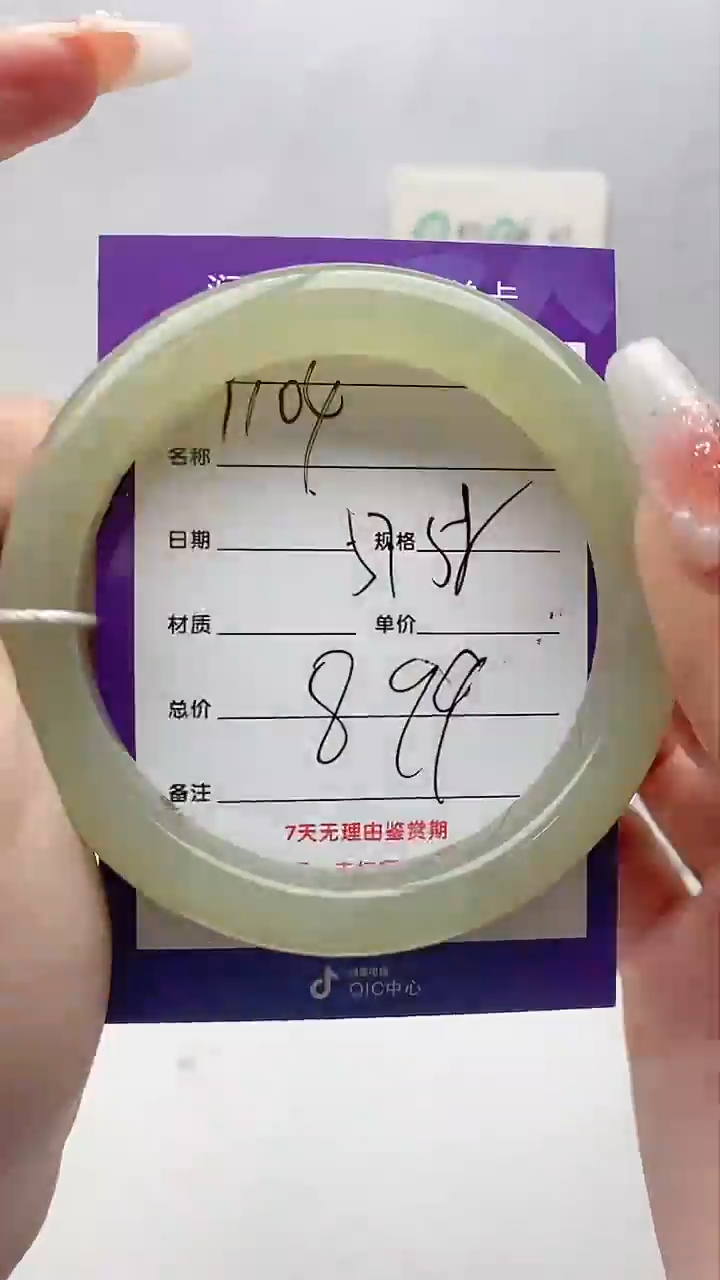 1104
名称
日期 规格
材质 单价
总价 899
备注
7天无理由鉴赏期
QIC中心